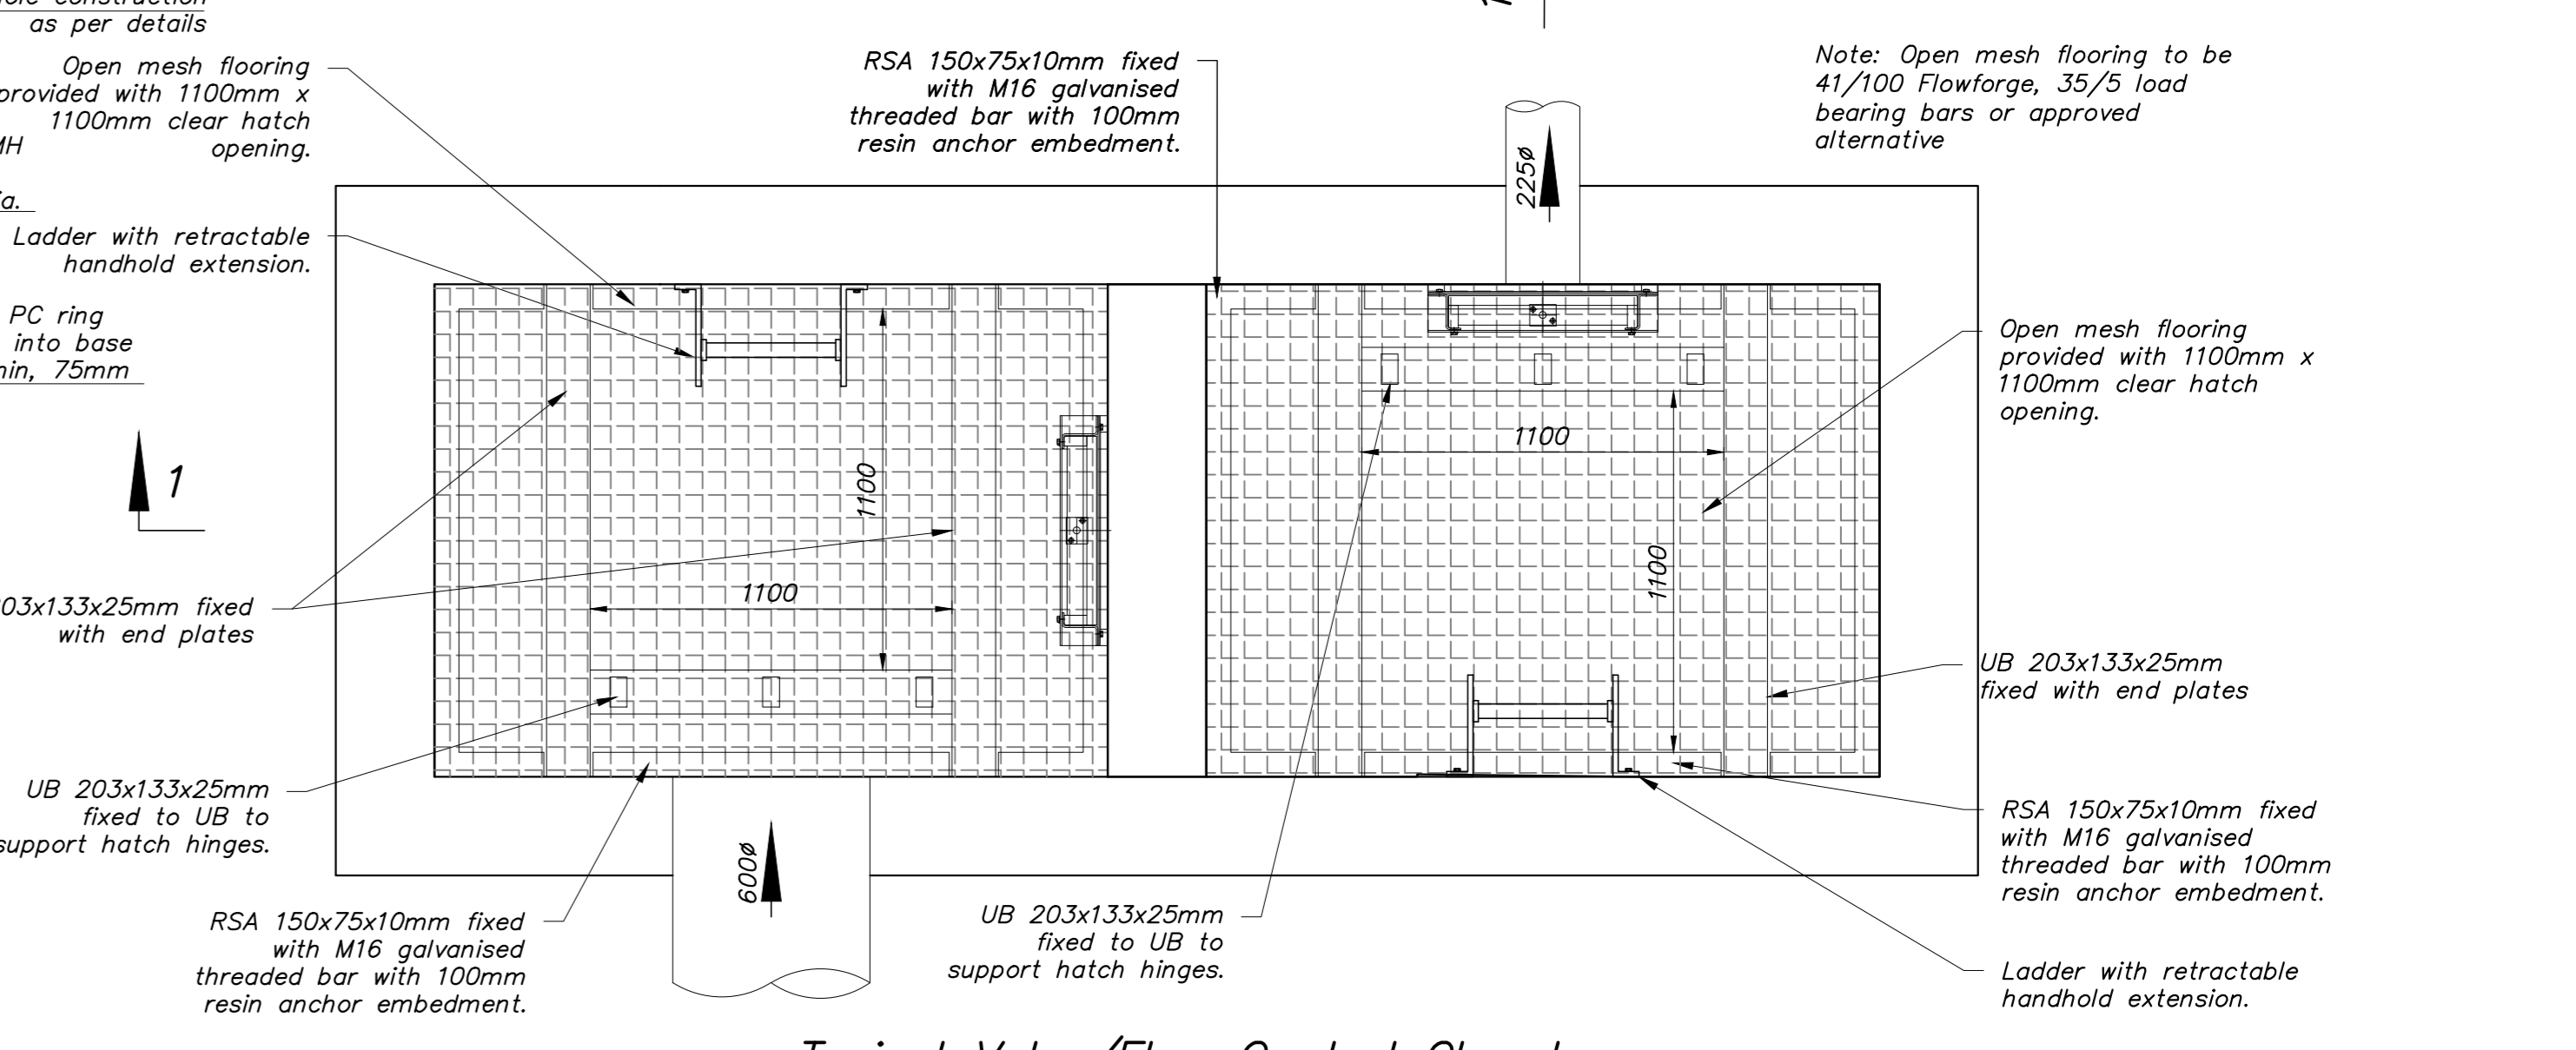 as per details
Open mesh flooring
provided with 1100mm x
1100mm clear hatch
opening.
MH
Ladder with retractable
handhold extension.
PC ring
into base
75mm
1
203x133x25mm fixed
with end plates
UB 203x133x25mm
fixed to UB to
support hatch hinges.
RSA 150x75x10mm fixed
with M16 galvanised
threaded bar with 100mm
resin anchor embedment.
RSA 150x75x10mm fixed
with M16 galvanised
threaded bar with 100mm
resin anchor embedment.
1100
1100
600ø
225ø
1100
1100
UB 203x133x25mm
fixed to UB to
support hatch hinges.
Note: Open mesh flooring to be
41/100 Flowforge, 35/5 load
bearing bars or approved
alternative
Open mesh flooring
provided with 1100mm x
1100mm clear hatch
opening.
UB 203x133x25mm
fixed with end plates
RSA 150x75x10mm fixed
with M16 galvanised
threaded bar with 100mm
resin anchor embedment.
Ladder with retractable
handhold extension.